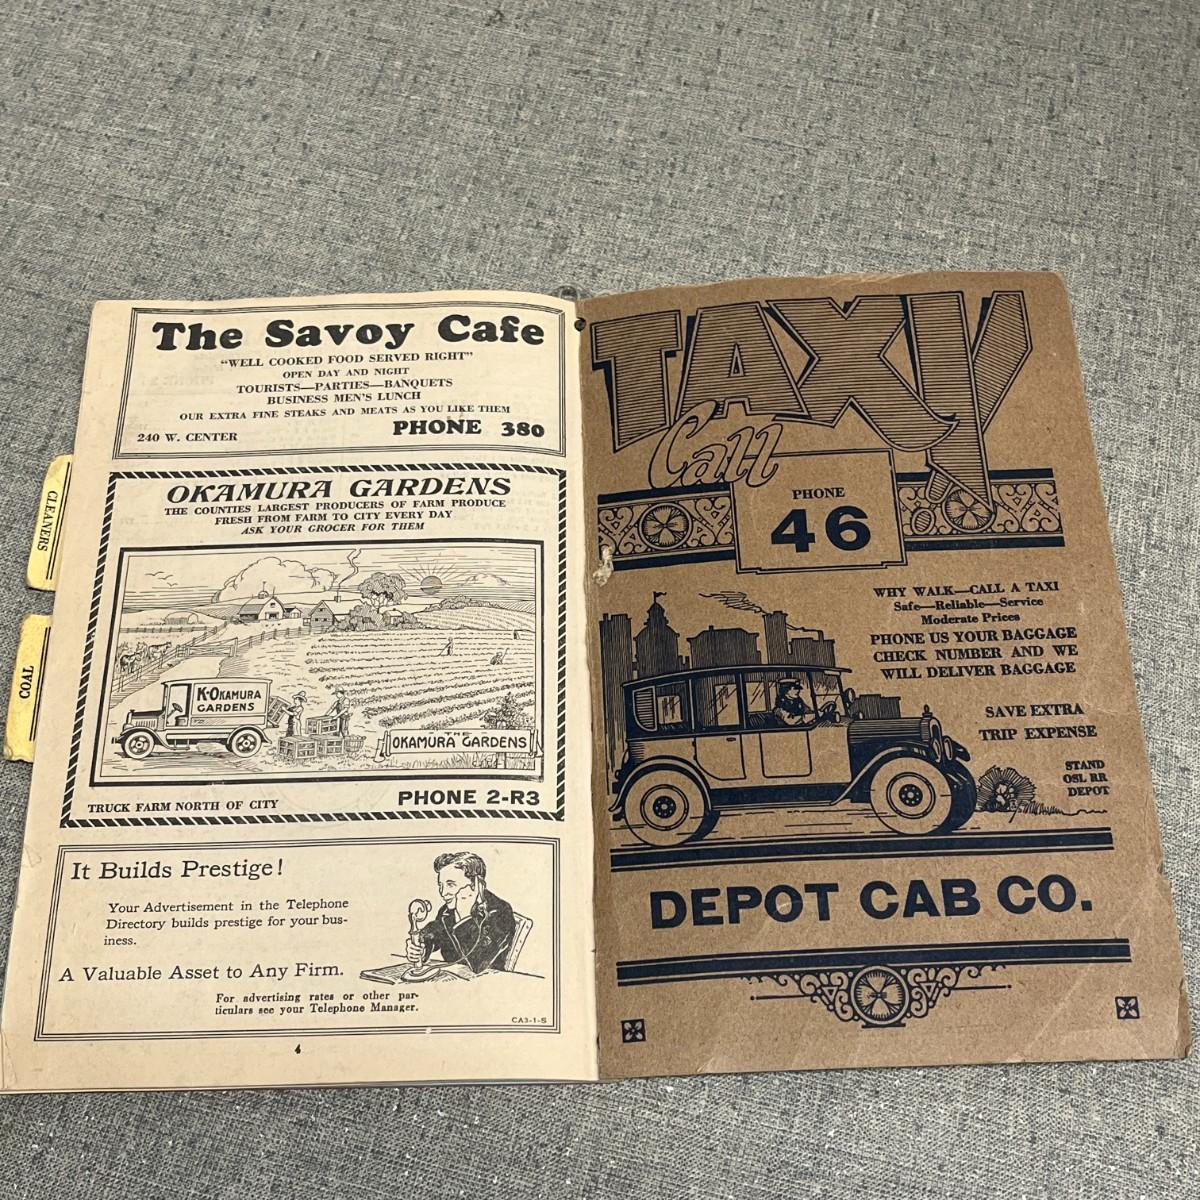 The Savoy Cafe
"WELL COOKED FOOD SERVED RIGHT"
OPEN DAY AND NIGHT
TOURISTS—PARTIES—BANQUETS
BUSINESS MEN'S LUNCH
OUR EXTRA FINE STEAKS AND MEATS AS YOU LIKE THEM
240 W. CENTER PHONE 380
CLEANERS
COAL
OKAMURA GARDENS
THE COUNTIES LARGEST PRODUCERS OF FARM PRODUCE
FRESH FROM FARM TO CITY EVERY DAY
ASK YOUR GROCER FOR THEM
K-OKAMURA
GARDENS
THE
OKAMURA GARDENS
TRUCK FARM NORTH OF CITY PHONE 2-R3
It Builds Prestige!
Your Advertisement in the Telephone
Directory builds prestige for your bus-
iness.
A Valuable Asset to Any Firm.
For advertising rates or other par-
ticulars see your Telephone Manager.
CA3-1-S
4
TAXY
Call
PHONE
46
WHY WALK—CALL A TAXI
Safe—Reliable—Service
Moderate Prices
PHONE US YOUR BAGGAGE
CHECK NUMBER AND WE
WILL DELIVER BAGGAGE
SAVE EXTRA
TRIP EXPENSE
STAND
OSL RR
DEPOT
DEPOT CAB CO.